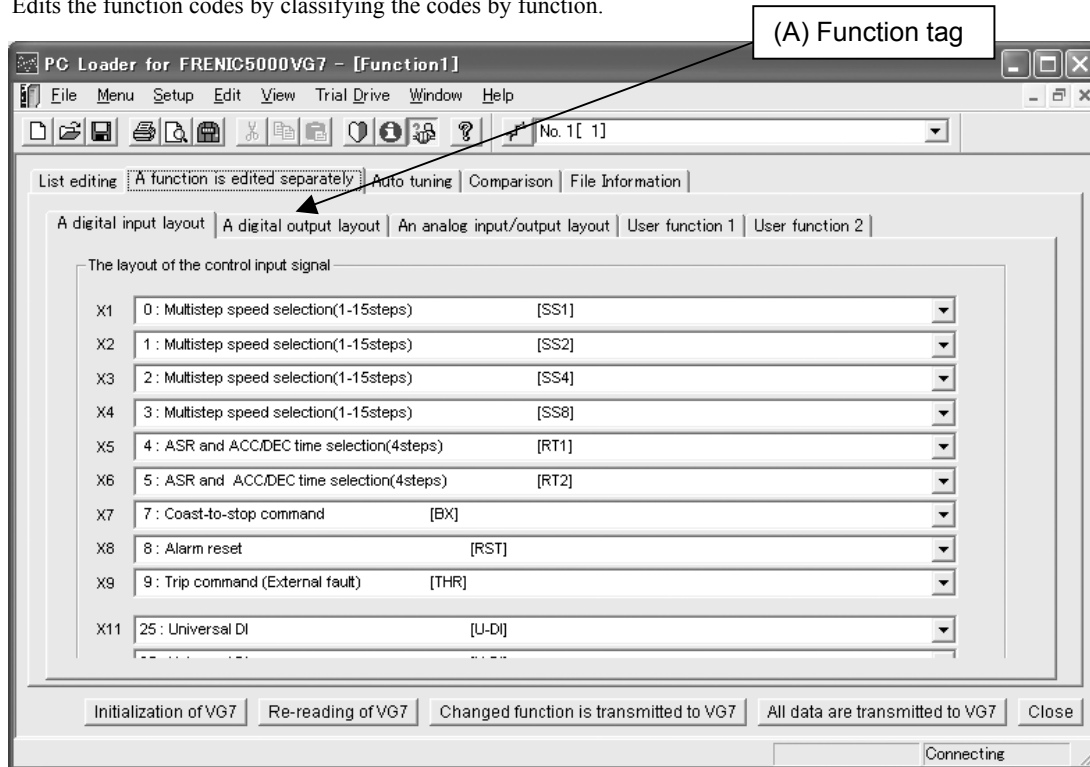 Edits the function codes by classifying the codes by function.
(A) Function tag
PC Loader for FRENIC5000VG7 - [Function1]
File Menu Setup Edit View Trial Drive Window Help
No. 1[ 1]
List editing A function is edited separately Auto tuning Comparison File Information
A digital input layout A digital output layout An analog input/output layout User function 1 User function 2
The layout of the control input signal
X1 0 : Multistep speed selection(1-15steps) [SS1]
X2 1 : Multistep speed selection(1-15steps) [SS2]
X3 2 : Multistep speed selection(1-15steps) [SS4]
X4 3 : Multistep speed selection(1-15steps) [SS8]
X5 4 : ASR and ACC/DEC time selection(4steps) [RT1]
X6 5 : ASR and ACC/DEC time selection(4steps) [RT2]
X7 7 : Coast-to-stop command [BX]
X8 8 : Alarm reset [RST]
X9 9 : Trip command (External fault) [THR]
X11 25 : Universal DI [U-DI]
Initialization of VG7 Re-reading of VG7 Changed function is transmitted to VG7 All data are transmitted to VG7 Close
Connecting